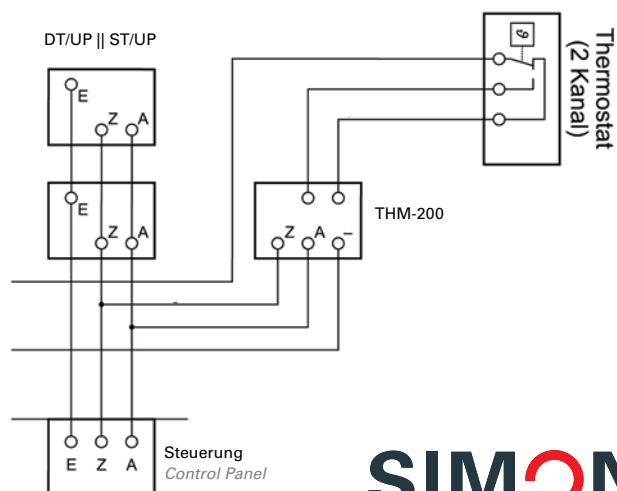 DT/UP || ST/UP
E
Z A
E
Z A
THM-200
Z A –
ϑ
Thermostat
(2 Kanal)
E Z A
Steuerung
Control Panel
SIMON